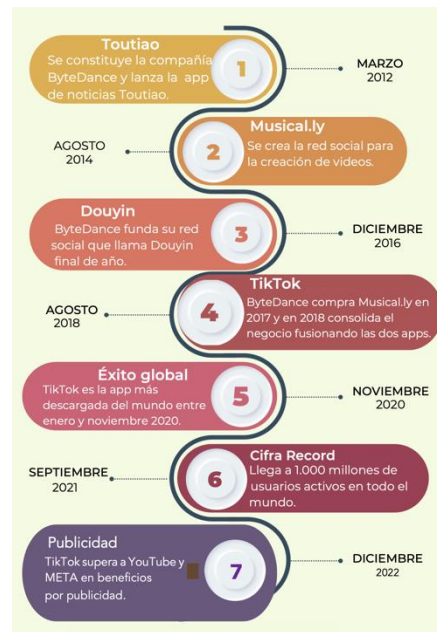 Toutiao
Se constituye la compañía
ByteDance y lanza la app
de noticias Toutiao.
1
MARZO
2012
AGOSTO
2014
2
Musical.ly
Se crea la red social para
la creación de videos.
Douyin
ByteDance funda su red
social que llama Douyin
final de año.
3
DICIEMBRE
2016
AGOSTO
2018
4
TikTok
ByteDance compra Musical.ly en
2017 y en 2018 consolida el
negocio fusionando las dos apps.
Éxito global
TikTok es la app más
descargada del mundo entre
enero y noviembre 2020.
5
NOVIEMBRE
2020
SEPTIEMBRE
2021
6
Cifra Record
Llega a 1.000 millones de
usuarios activos en todo el
mundo.
Publicidad
TikTok supera a YouTube y
META en beneficios
por publicidad.
7
DICIEMBRE
2022